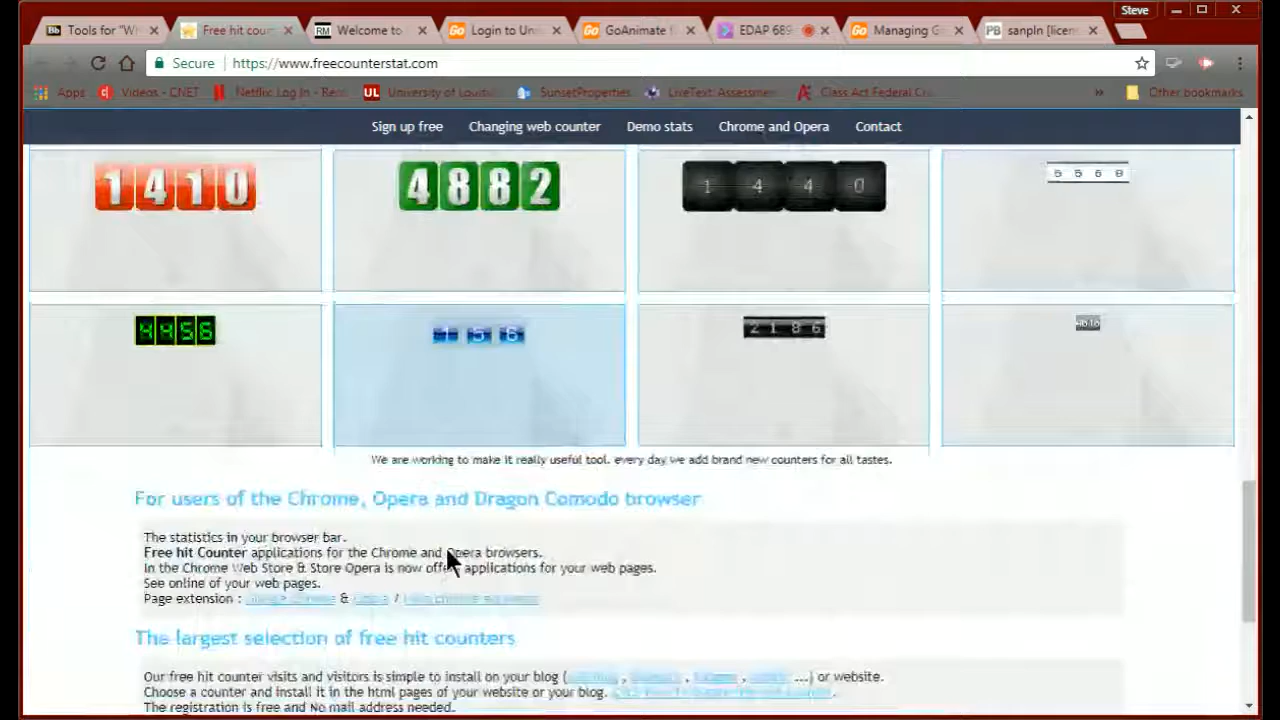 Steve
Tools for "W
Free hit coun
Welcome to
Login to Un
GoAnimate
EDAP 689
Managing G
sanpln [licen
Secure https://www.freecounterstat.com
Apps
Videos - CNET
Netflix Log In - Ren
University of Louisv
SunsetProperties
LiveText: Assessmen
Class Act Federal Cr
Other bookmarks
Sign up free
Changing web counter
Demo stats
Chrome and Opera
Contact
1410
4882
1440
4456
156
2186
We are working to make it really useful tool. every day we add brand new counters for all tastes.
For users of the Chrome, Opera and Dragon Comodo browser
The statistics in your browser bar.
Free hit Counter applications for the Chrome and Opera browsers.
In the Chrome Web Store & Store Opera is now offers applications for your web pages.
See online of your web pages.
Page extension : & /
The largest selection of free hit counters
Our free hit counter visits and visitors is simple to install on your blog ( , , , ...) or website.
Choose a counter and install it in the html pages of your website or your blog.
The registration is free and No mail address needed.